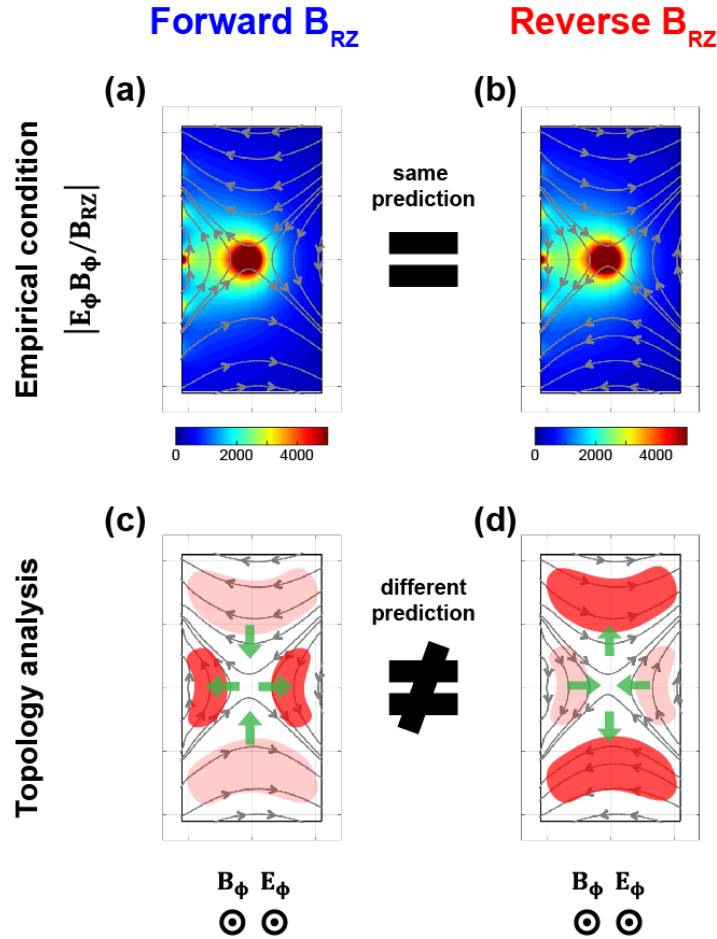 Forward B_RZ
Reverse B_RZ
(a)
(b)
Empirical condition
|E_ϕB_ϕ/B_RZ|
same
prediction
0 2000 4000
0 2000 4000
(c)
(d)
Topology analysis
different
prediction
B_ϕ E_ϕ
B_ϕ E_ϕ